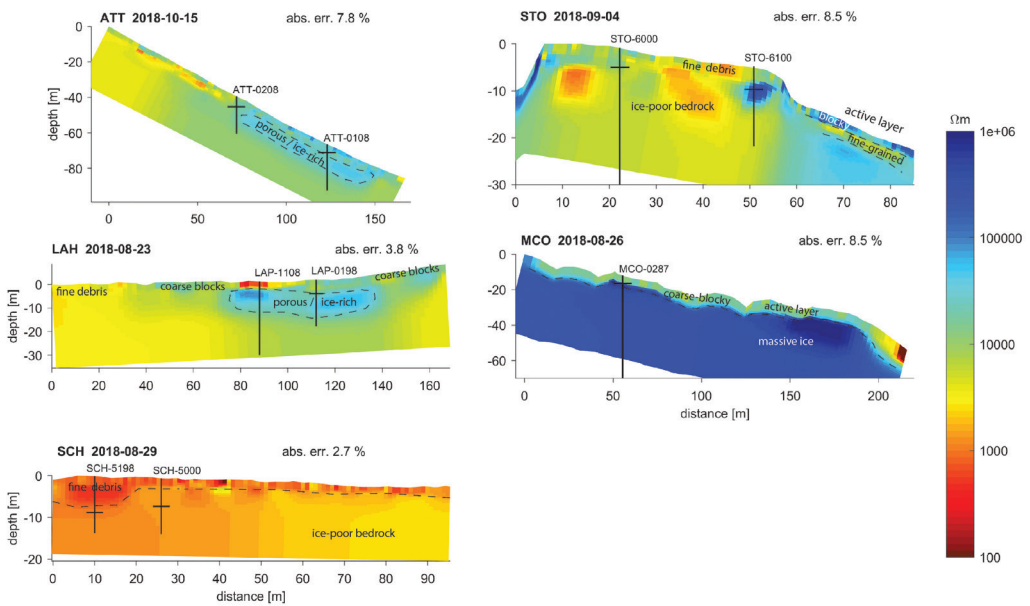 ATT 2018-10-15 abs. err. 7.8 %
0
-20
-40
-60
-80
depth [m]
ATT-0208
ATT-0108
porous / ice-rich
0 50 100 150
STO 2018-09-04 abs. err. 8.5 %
0
-10
-20
-30
STO-6000
STO-6100
fine debris
ice-poor bedrock
active layer
blocky
fine-grained
0 10 20 30 40 50 60 70 80
LAH 2018-08-23 abs. err. 3.8 %
0
-10
-20
-30
depth [m]
LAP-1108 LAP-0198
coarse blocks
fine debris
coarse blocks
porous / ice-rich
0 20 40 60 80 100 120 140 160
MCO 2018-08-26 abs. err. 8.5 %
0
-20
-40
-60
MCO-0287
coarse-blocky
active layer
massive ice
0 50 100 150 200
distance [m]
SCH 2018-08-29 abs. err. 2.7 %
0
-10
-20
depth [m]
SCH-5198 SCH-5000
fine debris
ice-poor bedrock
0 10 20 30 40 50 60 70 80 90
distance [m]
Ωm
1e+06
100000
10000
1000
100